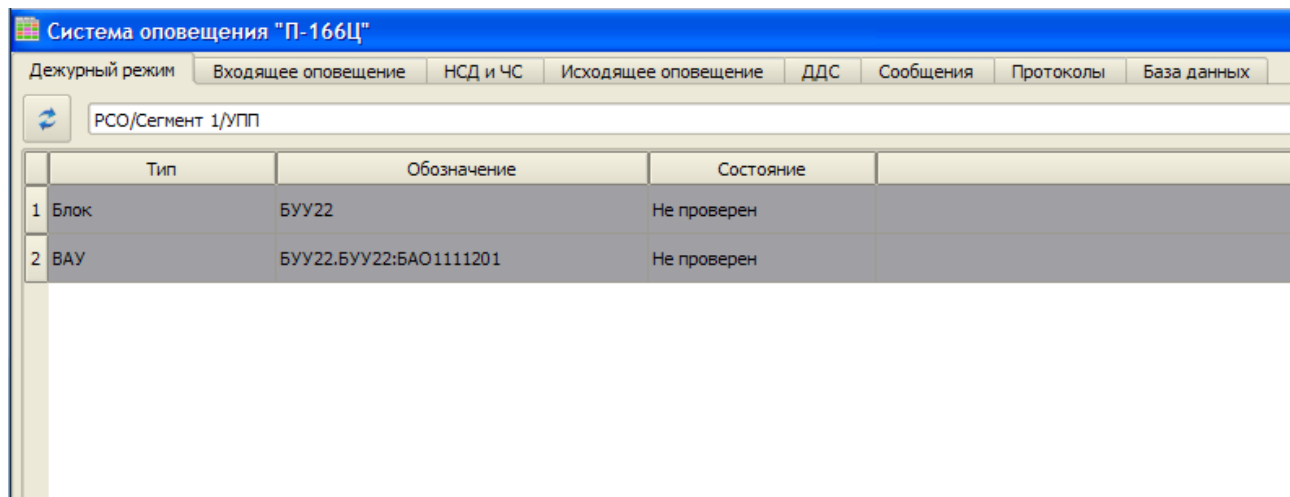 Система оповещения "П-166Ц"
Дежурный режим Входящее оповещение НСД и ЧС Исходящее оповещение ДДС Сообщения Протоколы База данных
РСО/Сегмент 1/УПП
Тип Обозначение Состояние
1 Блок БУУ22 Не проверен
2 ВАУ БУУ22.БУУ22:БАО1111201 Не проверен